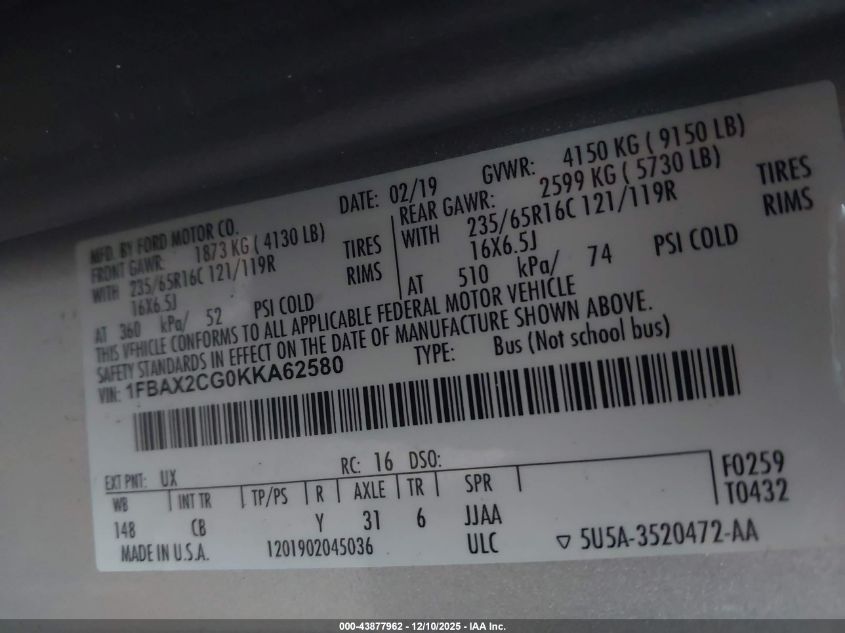 MFD. BY FORD MOTOR CO.
DATE: 02/19
GVWR: 4150 KG ( 9150 LB)
FRONT GAWR: 1873 KG ( 4130 LB)
REAR GAWR: 2599 KG ( 5730 LB)
WITH 235/65R16C 121/119R TIRES
WITH 235/65R16C 121/119R TIRES
16X6.5J RIMS
16X6.5J RIMS
AT 360 kPa/ 52 PSI COLD
AT 510 kPa/ 74 PSI COLD
THIS VEHICLE CONFORMS TO ALL APPLICABLE FEDERAL MOTOR VEHICLE
SAFETY STANDARDS IN EFFECT ON THE DATE OF MANUFACTURE SHOWN ABOVE.
VIN: 1FBAX2CG0KKA62580
TYPE: Bus (Not school bus)
EXT PNT: UX RC: 16 DSO:
WB INT TR TP/PS R AXLE TR SPR
148 CB Y 31 6 JJAA
F0259
T0432
MADE IN U.S.A. 1201902045036 ULC ▽ 5U5A-3520472-AA
000-43877962 - 12/10/2025 - IAA Inc.